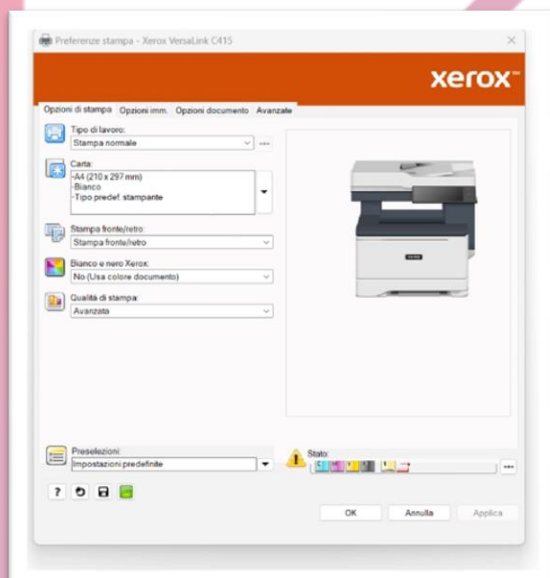 Preferenze stampa - Xerox VersaLink C415
xerox™
Opzioni di stampa Opzioni imm. Opzioni documento Avanzate
Tipo di lavoro:
Stampa normale
Carta:
-A4 (210 x 297 mm)
-Bianco
-Tipo predef. stampante
Stampa fronte/retro:
Stampa fronte/retro
Bianco e nero Xerox:
No (Usa colore documento)
Qualità di stampa:
Avanzata
Preselezioni:
Impostazioni predefinite
Stato:
?
OK Annulla Applica